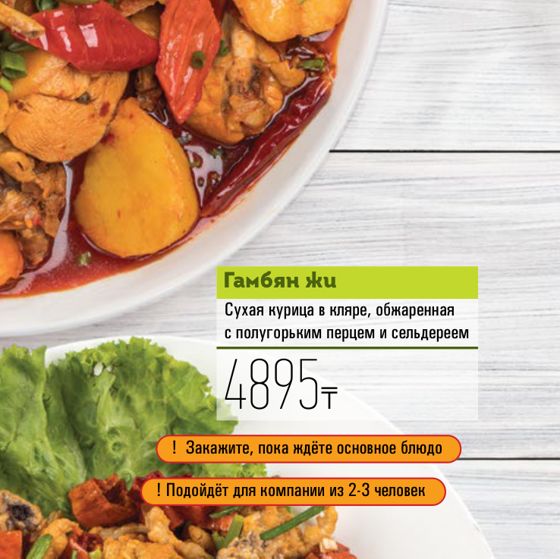 Гамбян жи
Сухая курица в кляре, обжаренная
с полугорьким перцем и сельдереем
4895₸
! Закажите, пока ждёте основное блюдо
! Подойдёт для компании из 2-3 человек